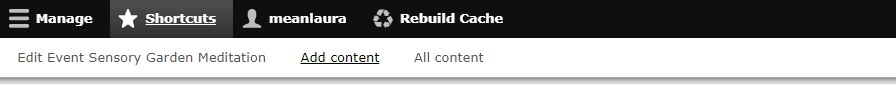 Manage Shortcuts meanlaura Rebuild Cache
Edit Event Sensory Garden Meditation Add content All content